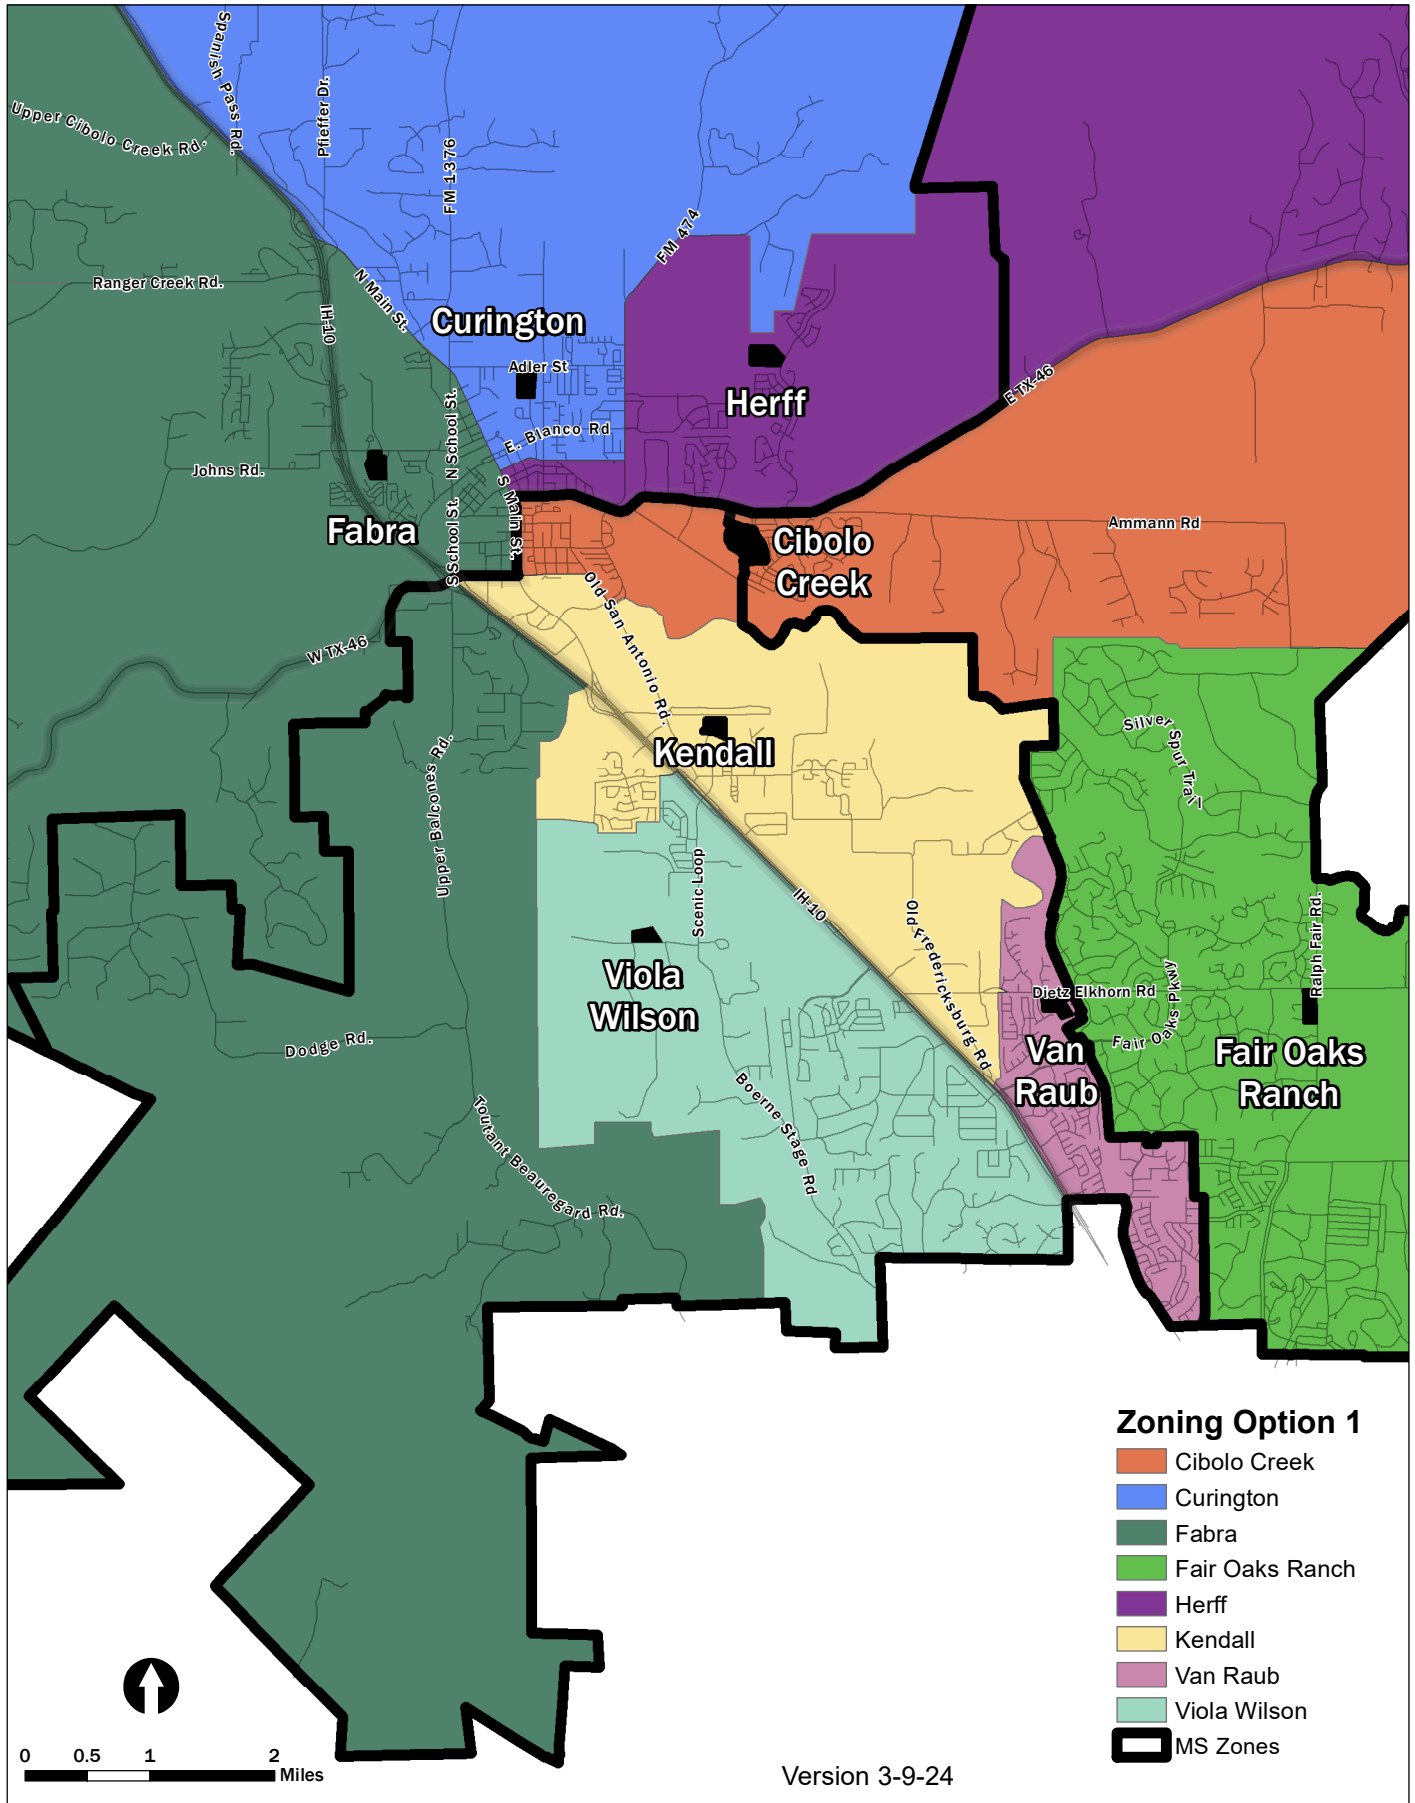 Spanish Pass Rd.
Pfieffer Dr.
Upper Cibolo Creek Rd.
FM 1376
FM 474
Ranger Creek Rd.
N Main St.
IH-10
Curington
Adler St
Herff
E TX-46
N School St.
E. Blanco Rd
Johns Rd.
S Main St.
Fabra
S School St.
Cibolo
Creek
Ammann Rd
Old San Antonio Rd.
W TX-46
Silver Spur Trail
Kendall
Upper Balcones Rd.
Scenic Loop
IH-10
Old Fredericksburg Rd
Ralph Fair Rd.
Viola
Wilson
Dietz Elkhorn Rd
Fair Oaks Pkwy
Dodge Rd.
Van
Raub
Fair Oaks
Ranch
Boerne Stage Rd
Toutant Beauregard Rd.
Zoning Option 1
Cibolo Creek
Curington
Fabra
Fair Oaks Ranch
Herff
Kendall
Van Raub
Viola Wilson
MS Zones
0 0.5 1 2
Miles
Version 3-9-24